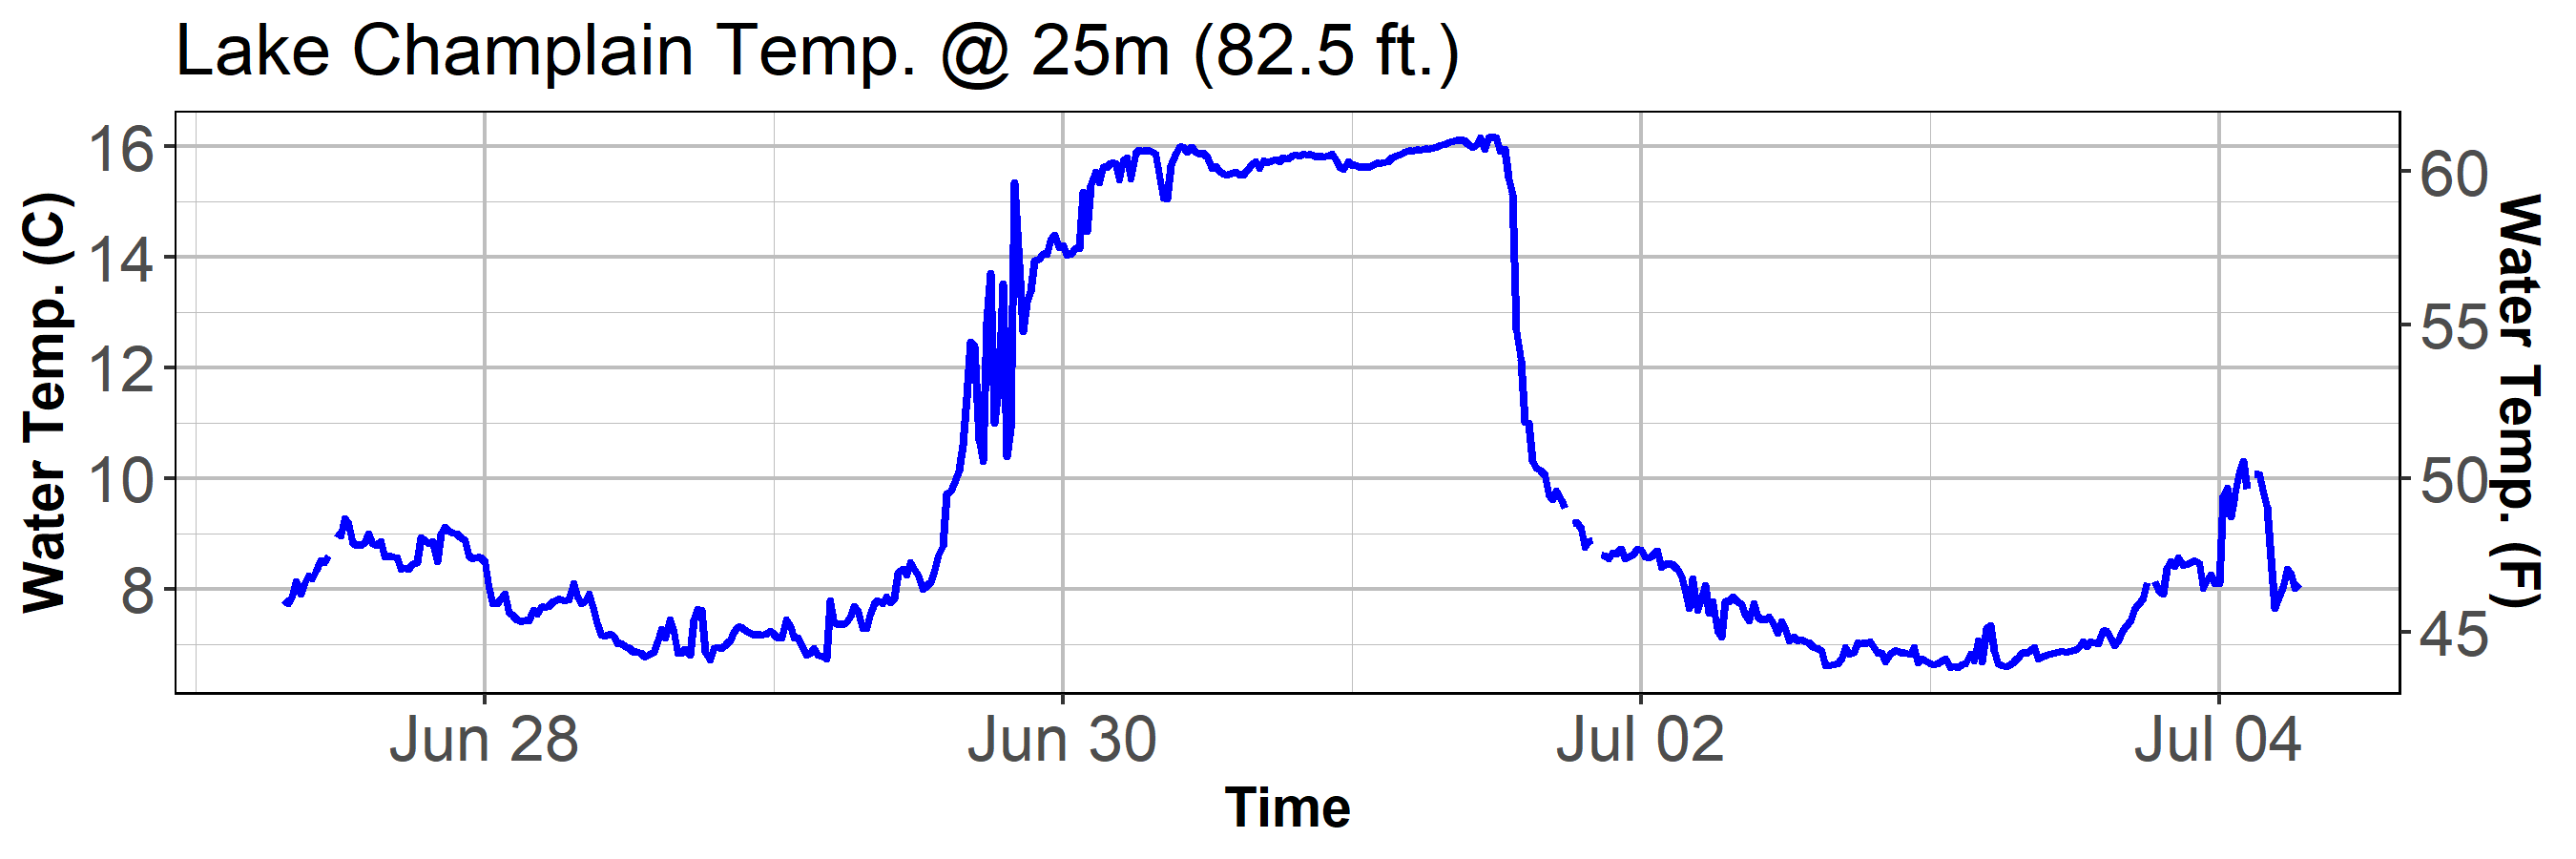 Lake Champlain Temp. @ 25m (82.5 ft.)
Water Temp. (C)
16
14
12
10
8
60
55
50
45
Water Temp. (F)
Jun 28
Jun 30
Jul 02
Jul 04
Time